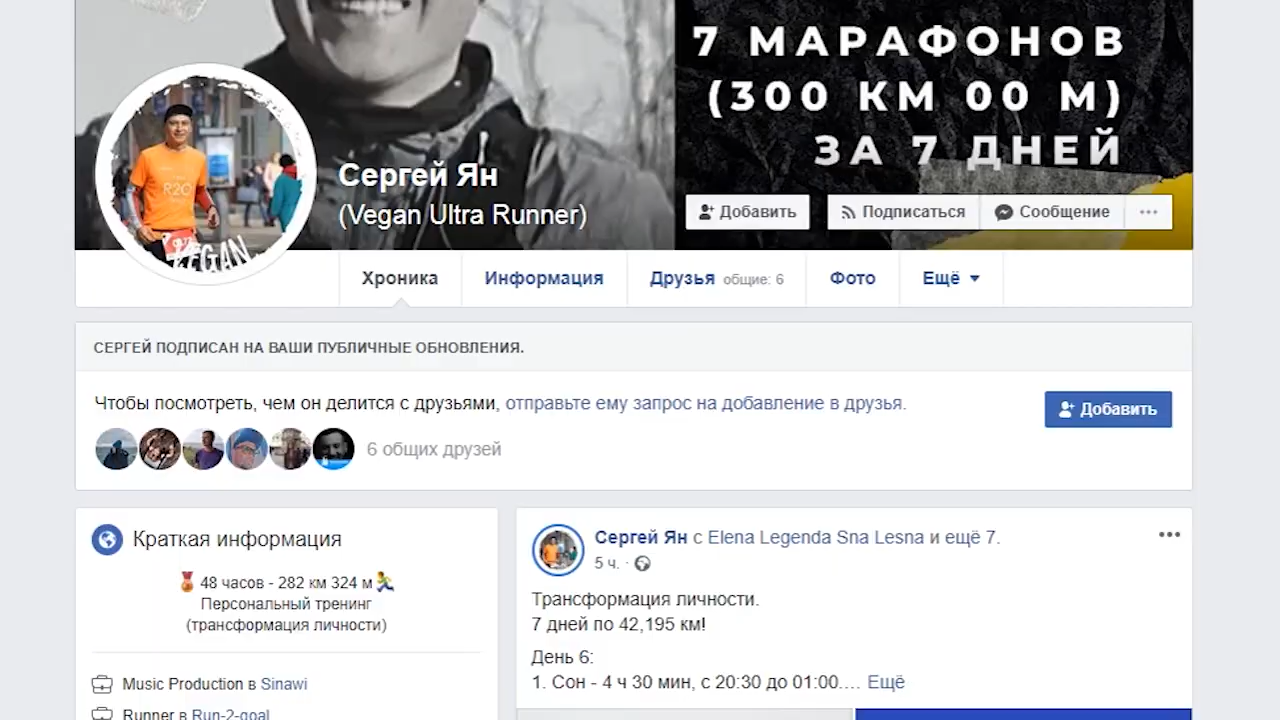 7 МАРАФОНОВ
(300 КМ 00 М)
ЗА 7 ДНЕЙ
R2G
VEGAN
Сергей Ян
(Vegan Ultra Runner)
Добавить
Подписаться
Сообщение
Хроника
Информация
Друзья общие: 6
Фото
Ещё
СЕРГЕЙ ПОДПИСАН НА ВАШИ ПУБЛИЧНЫЕ ОБНОВЛЕНИЯ.
Чтобы посмотреть, чем он делится с друзьями, отправьте ему запрос на добавление в друзья.
Добавить
6 общих друзей
Краткая информация
48 часов - 282 км 324 м
Персональный тренинг
(трансформация личности)
Music Production в Sinawi
Runner в Run-2-goal
Сергей Ян с Elena Legenda Sna Lesna и ещё 7.
5 ч. ·
Трансформация личности.
7 дней по 42,195 км!
День 6:
1. Сон - 4 ч 30 мин, с 20:30 до 01:00.... Ещё